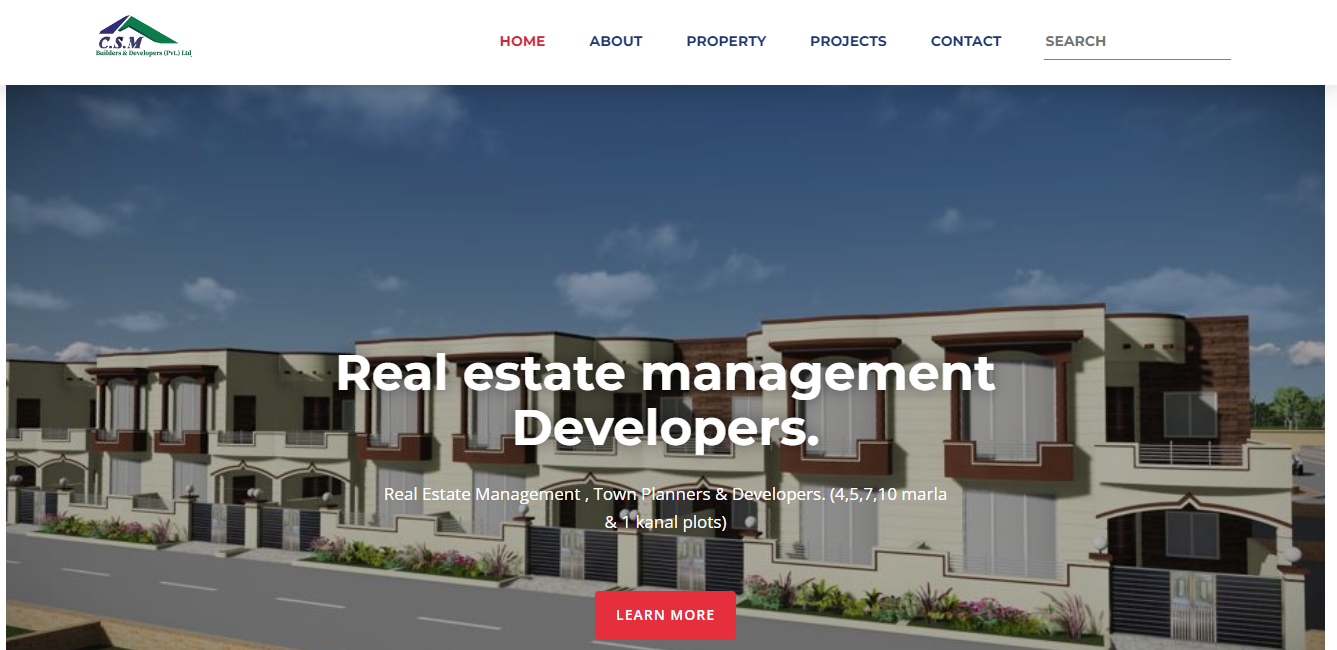 C.S.M
Builders & Developers (Pvt.) Ltd
HOME
ABOUT
PROPERTY
PROJECTS
CONTACT
SEARCH
Real estate management
Developers.
Real Estate Management , Town Planners & Developers. (4,5,7,10 marla
& 1 kanal plots)
LEARN MORE